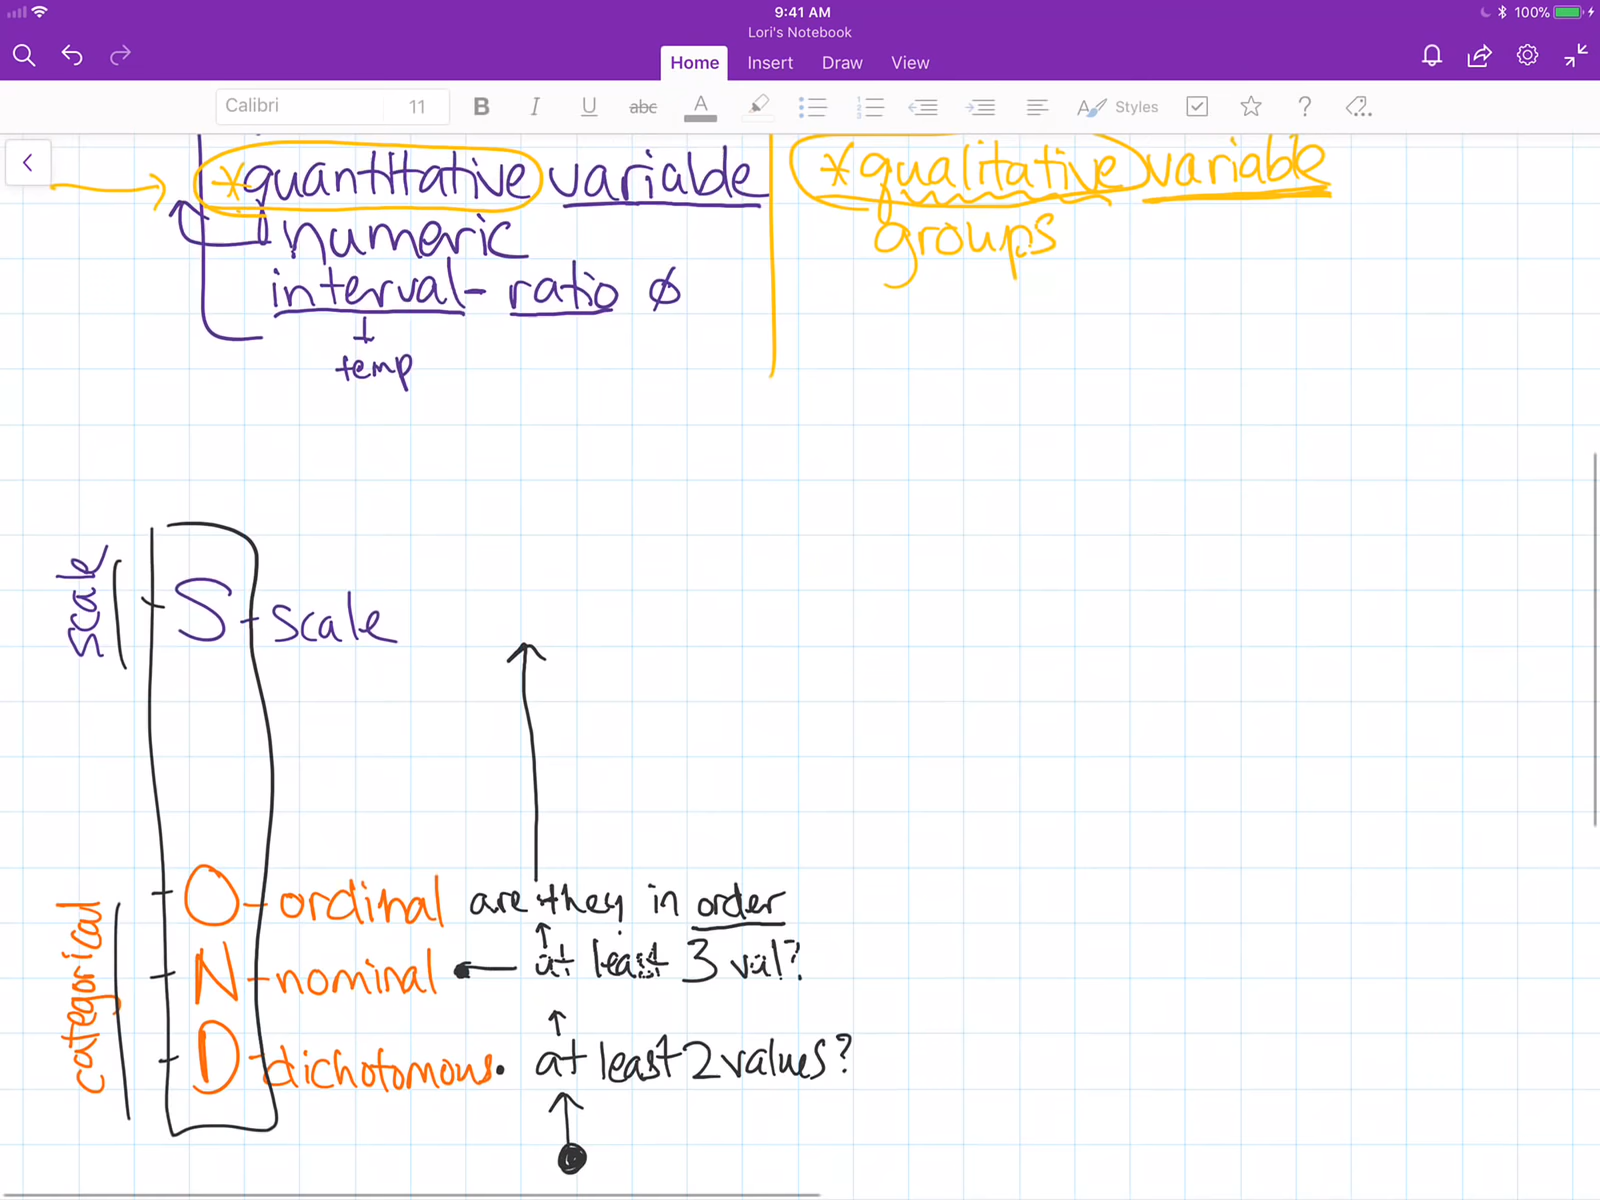 9:41 AM
100%
Lori's Notebook
Home Insert Draw View
Calibri 11 B I U abc A Styles ?
*quantitative variable
numeric
interval - ratio ∅
temp
*qualitative variable
groups
scale
S - scale
categorical
O - ordinal are they in order
N - nominal at least 3 val?
D - dichotomous. at least 2 values?